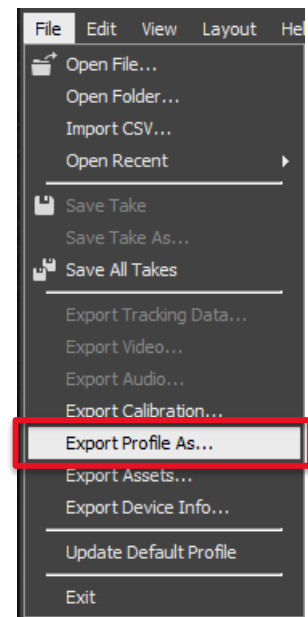 File Edit View Layout Hel
Open File...
Open Folder...
Import CSV...
Open Recent
Save Take
Save Take As...
Save All Takes
Export Tracking Data...
Export Video...
Export Audio...
Export Calibration...
Export Profile As...
Export Assets...
Export Device Info...
Update Default Profile
Exit